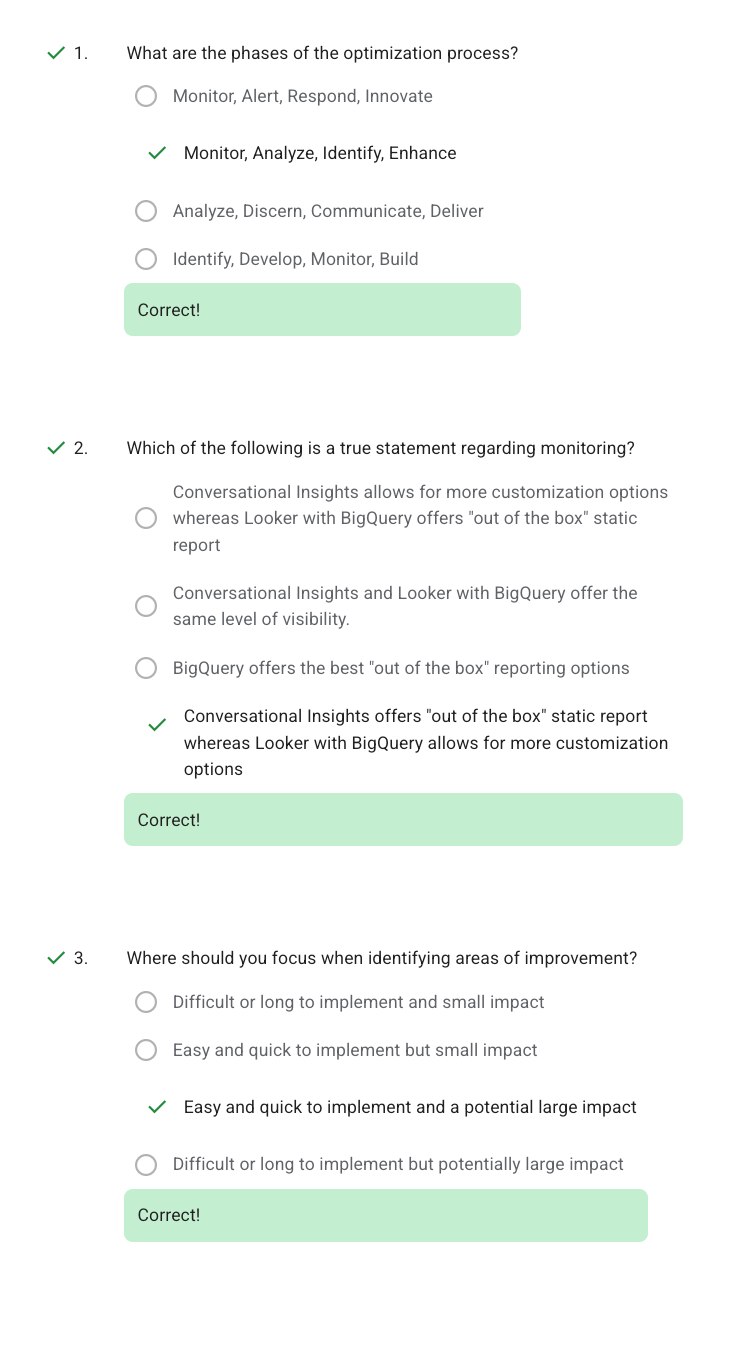 1. What are the phases of the optimization process?
Monitor, Alert, Respond, Innovate
Monitor, Analyze, Identify, Enhance
Analyze, Discern, Communicate, Deliver
Identify, Develop, Monitor, Build
Correct!
2. Which of the following is a true statement regarding monitoring?
Conversational Insights allows for more customization options
whereas Looker with BigQuery offers "out of the box" static
report
Conversational Insights and Looker with BigQuery offer the
same level of visibility.
BigQuery offers the best "out of the box" reporting options
Conversational Insights offers "out of the box" static report
whereas Looker with BigQuery allows for more customization
options
Correct!
3. Where should you focus when identifying areas of improvement?
Difficult or long to implement and small impact
Easy and quick to implement but small impact
Easy and quick to implement and a potential large impact
Difficult or long to implement but potentially large impact
Correct!